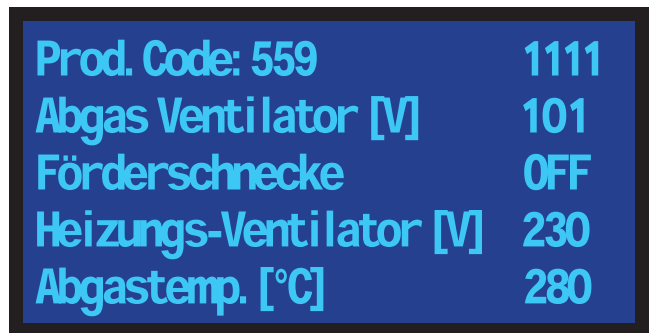 Prod. Code: 559 1111
Abgas Ventilator [V] 101
Förderschnecke OFF
Heizungs-Ventilator [V] 230
Abgastemp. [°C] 280